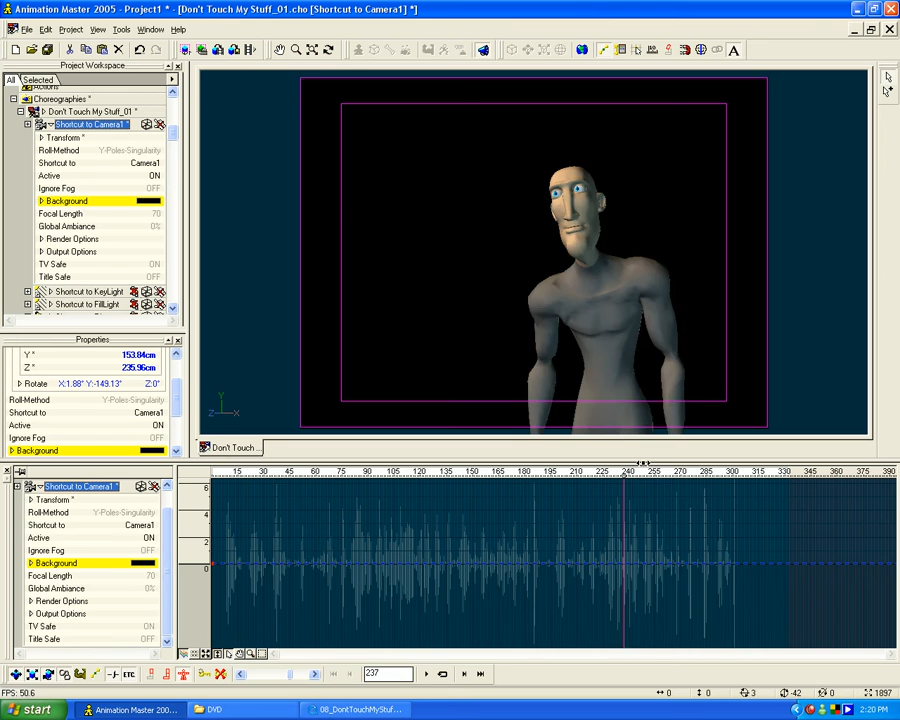 Animation Master 2005 - Project1 * - [Don't Touch My Stuff_01.cho [Shortcut to Camera1] *]
File Edit Project View Tools Window Help
Project Workspace
All Selected
Actions
Choreographies *
Don't Touch My Stuff_01 *
Shortcut to Camera1 *
Transform *
Roll-Method Y-Poles-Singularity
Shortcut to Camera1
Active ON
Ignore Fog OFF
Background
Focal Length 70
Global Ambiance 0%
Render Options
Output Options
TV Safe OFF
Title Safe OFF
Shortcut to KeyLight
Shortcut to FillLight
Properties
Y * 153.84cm
Z * 235.96cm
Rotate X:1.88° Y:-149.13° Z:0°
Roll-Method Y-Poles-Singularity
Shortcut to Camera1
Active ON
Ignore Fog OFF
Background
Y
Z X
Don't Touch ...
Shortcut to Camera1 *
Transform *
Roll-Method Y-Poles-Singularity
Shortcut to Camera1
Active ON
Ignore Fog OFF
Background
Focal Length 70
Global Ambiance 0%
Render Options
Output Options
TV Safe OFF
Title Safe OFF
15 30 45 60 75 90 105 120 135 150 165 180 195 210 225 240 255 270 285 300 315 330 345 360 375 390
6
4
2
0
ETC. 237
FPS: 50.6 0 0 3 -42 0 1897
start Animation Master 200... DVD 08_DontTouchMyStuf... 2:20 PM